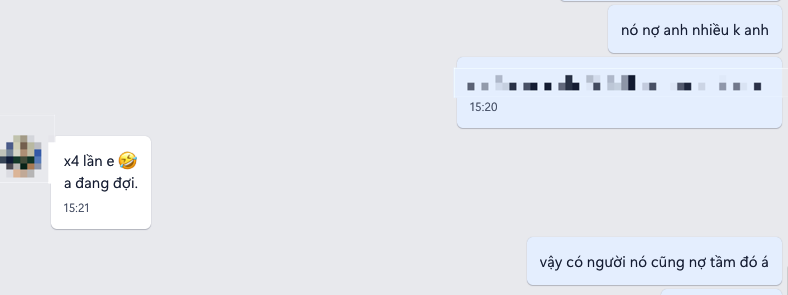 nó nợ anh nhiều k anh
15:20
x4 lần e 🤣
a đang đợi.
15:21
vậy có người nó cũng nợ tầm đó á